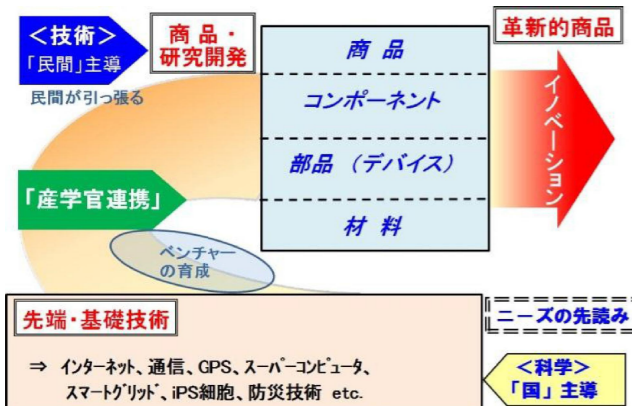 ＜技術＞
「民間」主導
民間が引っ張る
商品・
研究開発
商品
コンポーネント
部品（デバイス）
材料
革新的商品
イノベーション
「産学官連携」
ベンチャー
の育成
先端・基礎技術
⇒ インターネット、通信、GPS、スーパーコンピュータ、
スマートグリッド、iPS細胞、防災技術 etc.
ニーズの先読み
＜科学＞
「国」主導